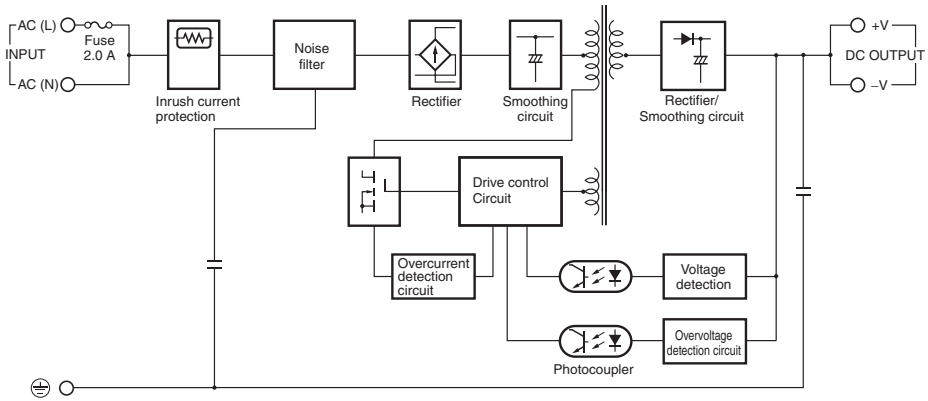 AC (L)
Fuse
2.0 A
INPUT
AC (N)
Inrush current
protection
Noise
filter
Rectifier
Smoothing
circuit
Rectifier/
Smoothing circuit
+V
DC OUTPUT
–V
Drive control
Circuit
Overcurrent
detection
circuit
Voltage
detection
Overvoltage
detection circuit
Photocoupler